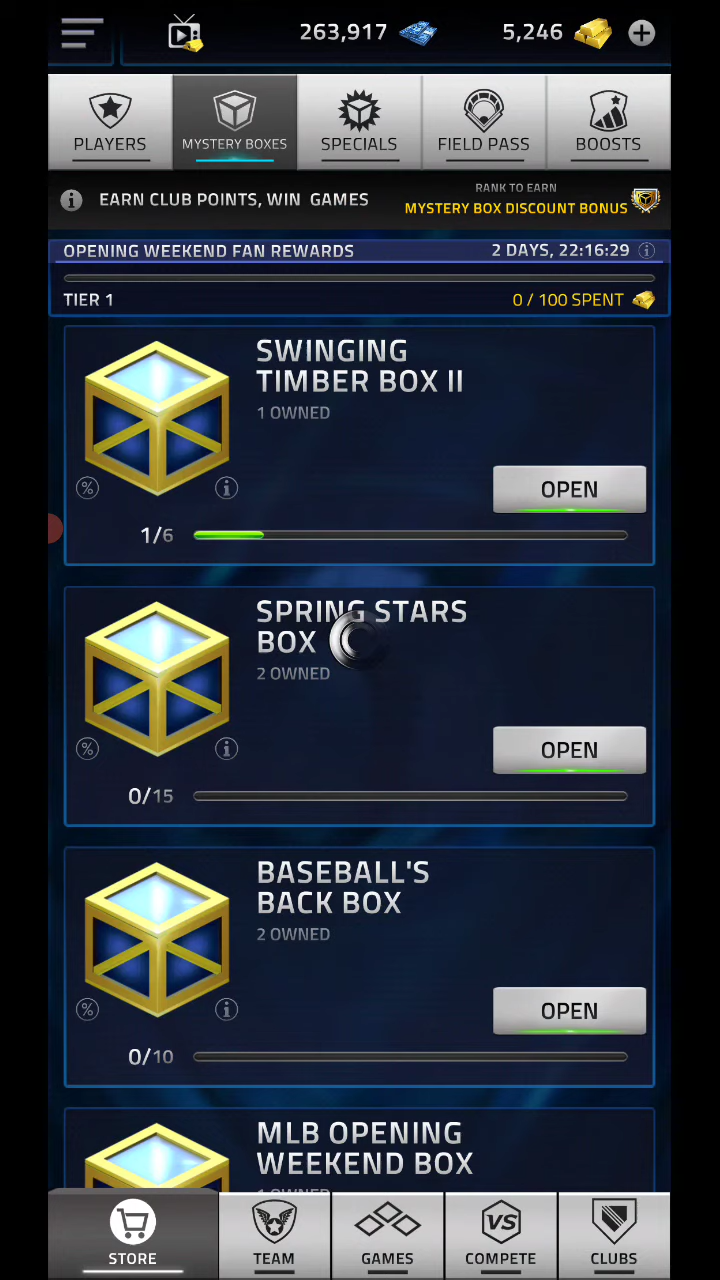 263,917
5,246
PLAYERS
MYSTERY BOXES
SPECIALS
FIELD PASS
BOOSTS
EARN CLUB POINTS, WIN GAMES
RANK TO EARN
MYSTERY BOX DISCOUNT BONUS
OPENING WEEKEND FAN REWARDS
2 DAYS, 22:16:29
TIER 1
0 / 100 SPENT
SWINGING
TIMBER BOX II
1 OWNED
%
OPEN
1/6
SPRING STARS
BOX
2 OWNED
%
OPEN
0/15
BASEBALL'S
BACK BOX
2 OWNED
%
OPEN
0/10
MLB OPENING
WEEKEND BOX
1 OWNED
STORE
TEAM
GAMES
VS
COMPETE
CLUBS